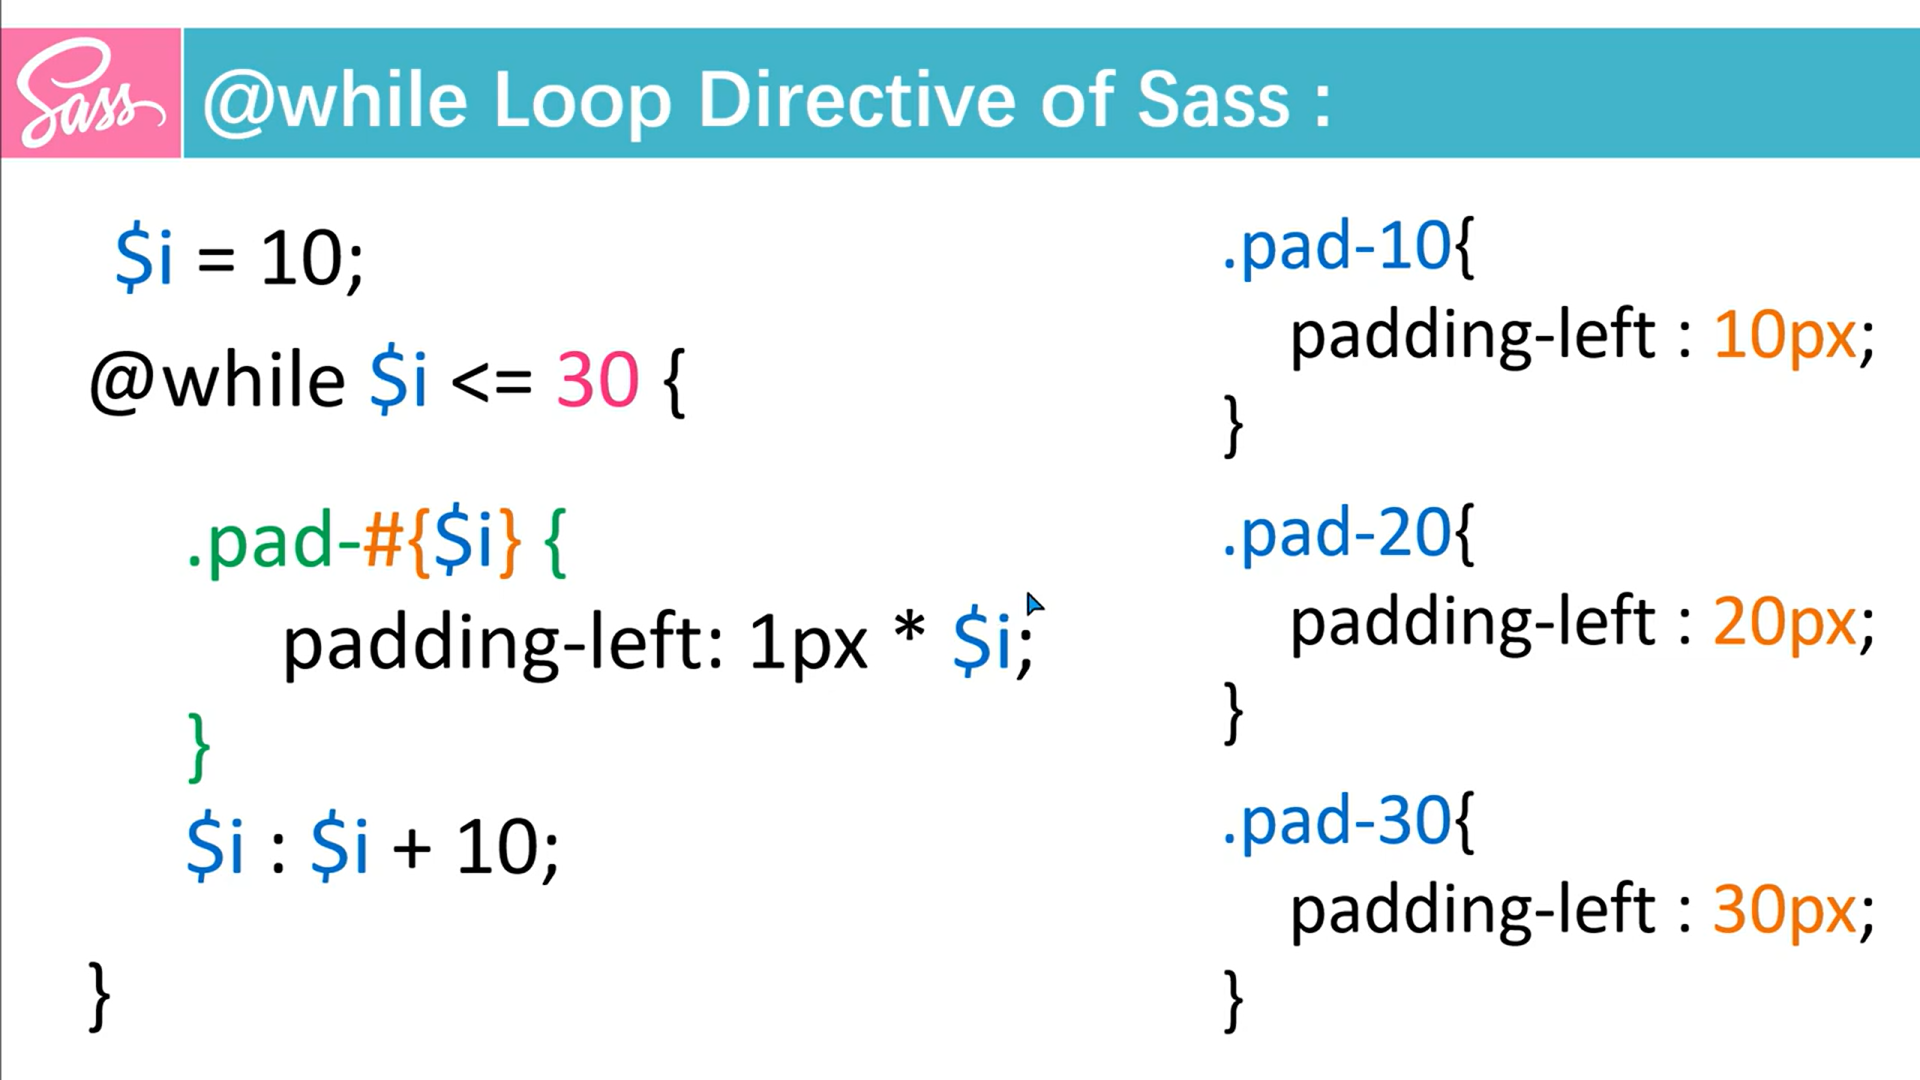 Sass
@while Loop Directive of Sass :
$i = 10;
@while $i <= 30 {
.pad-#{$i} {
padding-left: 1px * $i;
}
$i : $i + 10;
}
.pad-10{
padding-left : 10px;
}
.pad-20{
padding-left : 20px;
}
.pad-30{
padding-left : 30px;
}